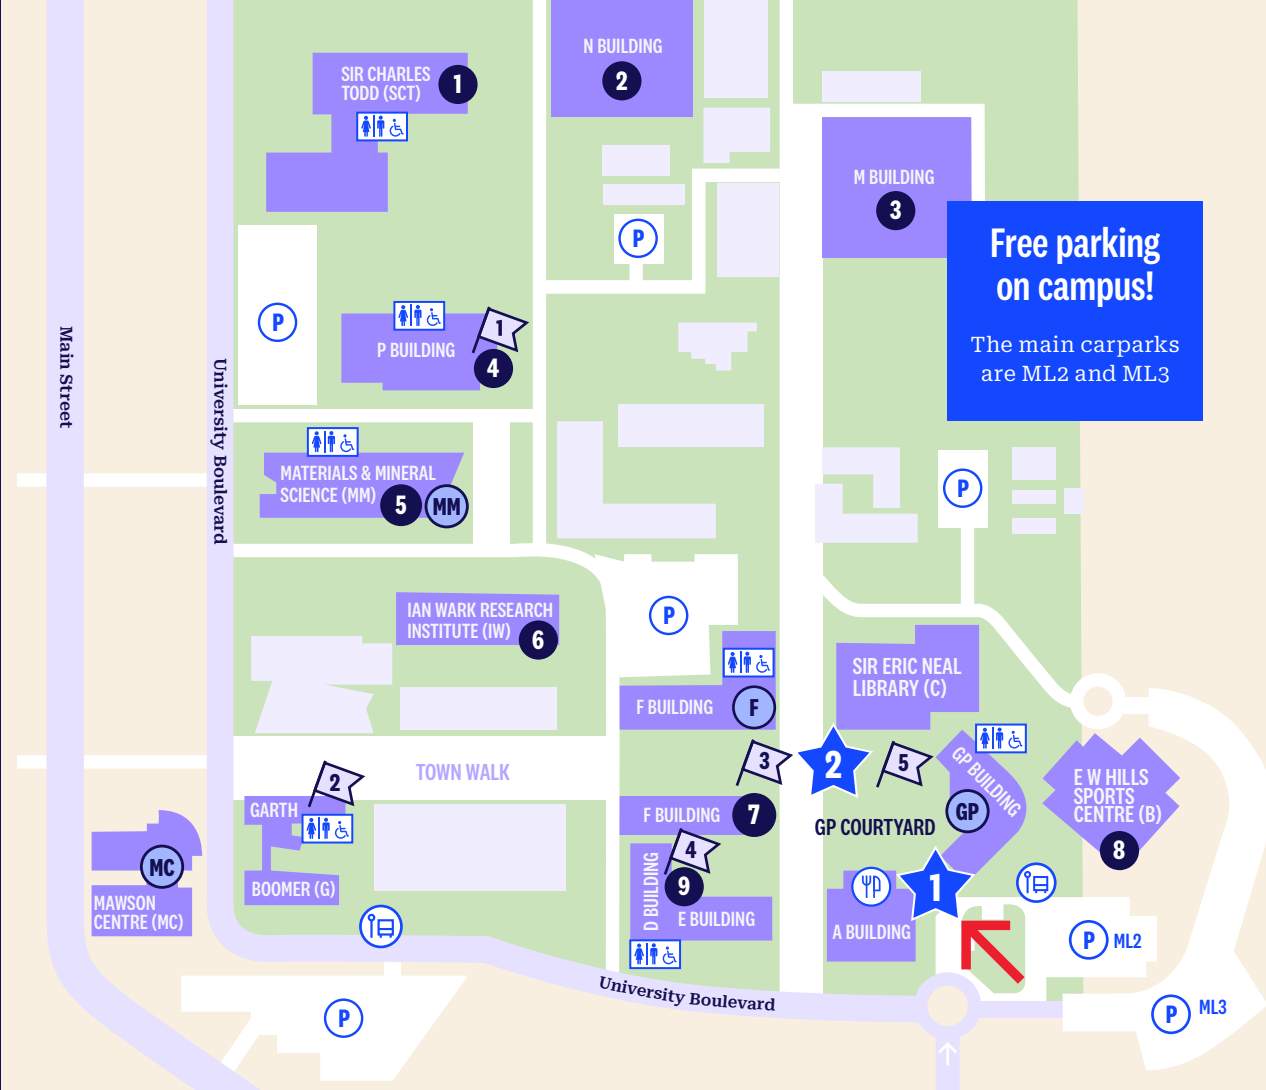 N BUILDING
2
SIR CHARLES
TODD (SCT)
1
M BUILDING
3
P
Free parking
on campus!
The main carparks
are ML2 and ML3
P
P BUILDING
1
4
Main Street
University Boulevard
MATERIALS & MINERAL
SCIENCE (MM)
5
MM
P
IAN WARK RESEARCH
INSTITUTE (IW)
6
P
SIR ERIC NEAL
LIBRARY (C)
F BUILDING
F
TOWN WALK
3
2
5
GP BUILDING
GP
GP COURTYARD
E W HILLS
SPORTS
CENTRE (B)
8
GARTH
2
F BUILDING
7
4
D BUILDING
9
E BUILDING
MC
MAWSON
CENTRE (MC)
BOOMER (G)
1
A BUILDING
P
ML2
University Boulevard
P
P
ML3